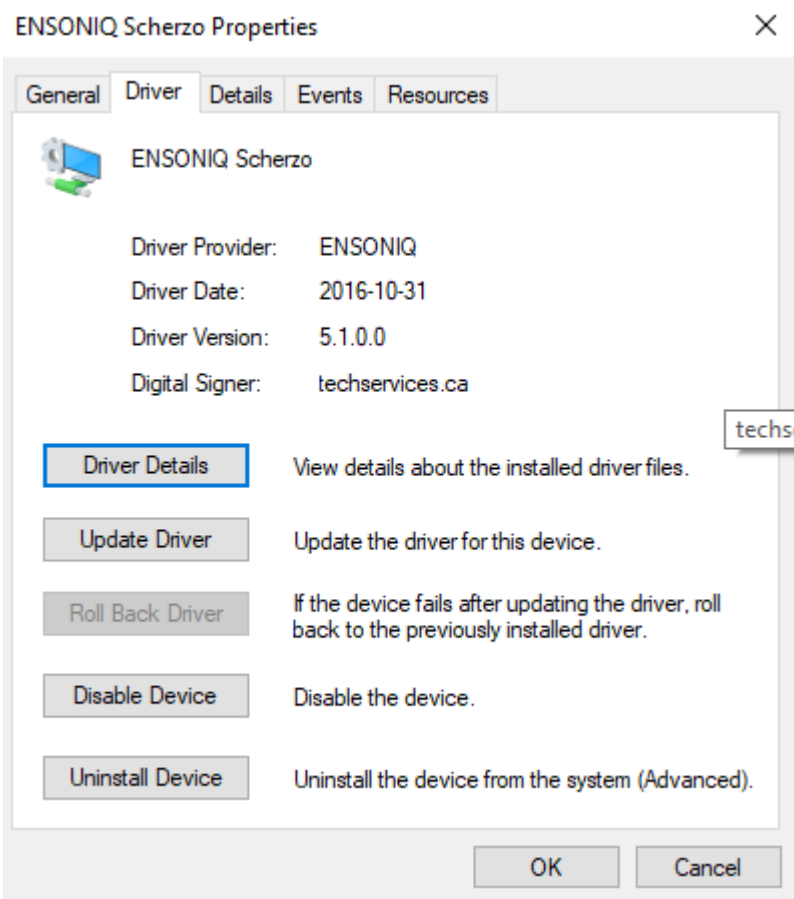 ENSONIQ Scherzo Properties
General Driver Details Events Resources
ENSONIQ Scherzo
Driver Provider: ENSONIQ
Driver Date: 2016-10-31
Driver Version: 5.1.0.0
Digital Signer: techservices.ca
Driver Details View details about the installed driver files.
Update Driver Update the driver for this device.
Roll Back Driver If the device fails after updating the driver, roll
back to the previously installed driver.
Disable Device Disable the device.
Uninstall Device Uninstall the device from the system (Advanced).
OK Cancel